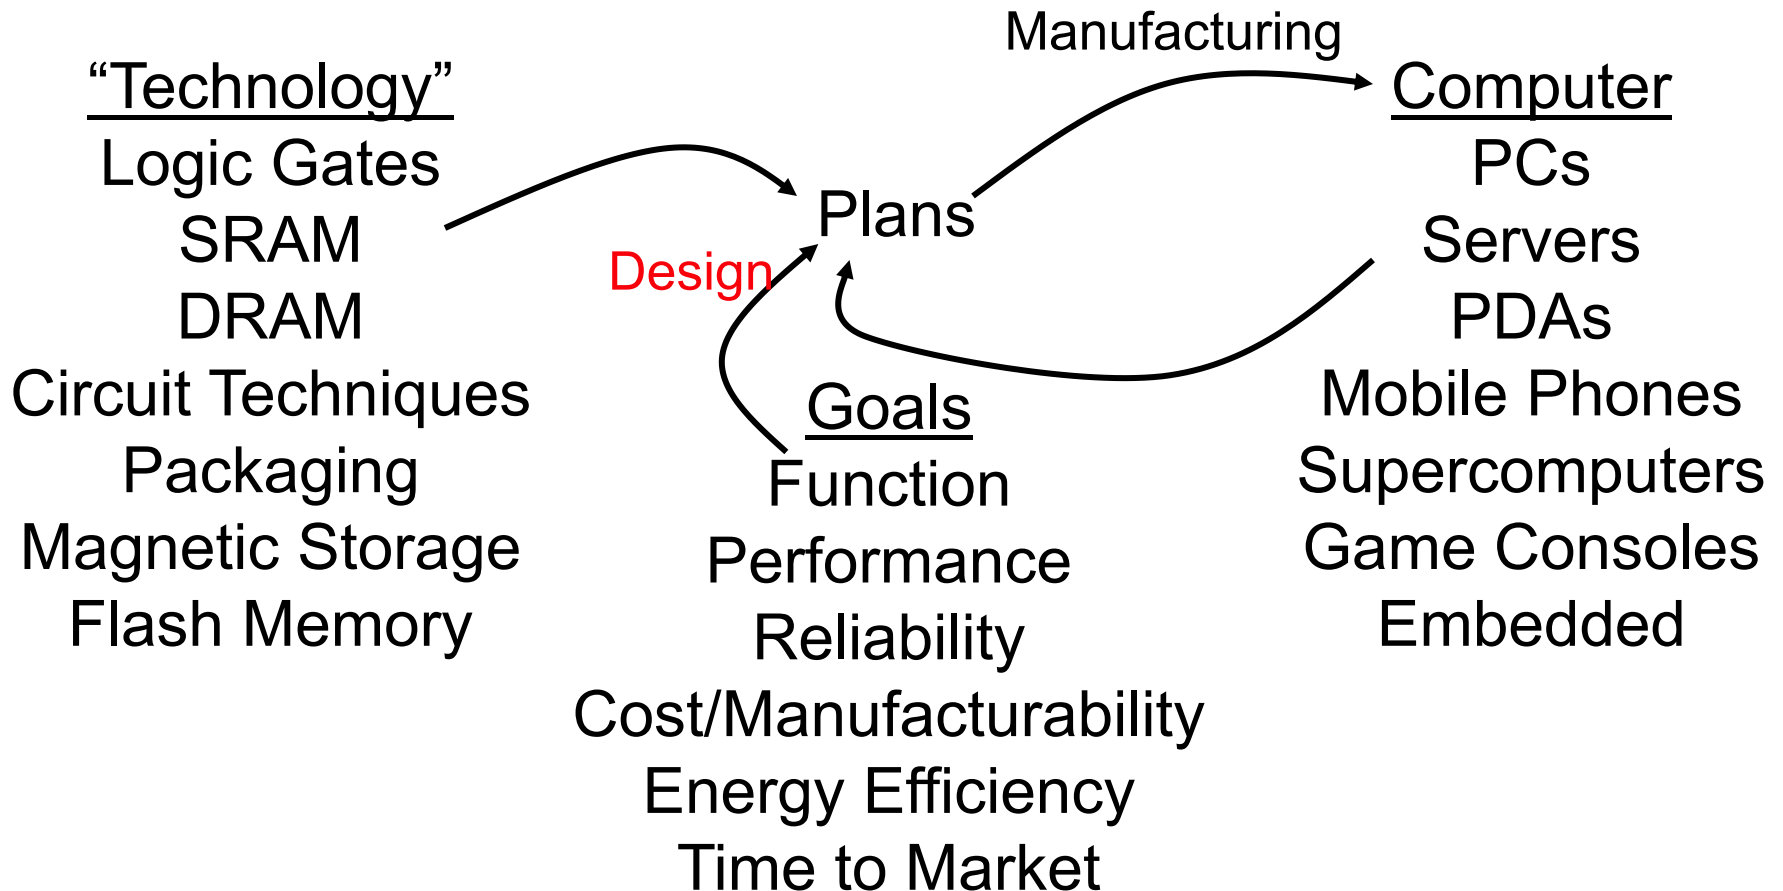 “Technology”
Logic Gates
SRAM
DRAM
Circuit Techniques
Packaging
Magnetic Storage
Flash Memory
Design
Plans
Manufacturing
Goals
Function
Performance
Reliability
Cost/Manufacturability
Energy Efficiency
Time to Market
Computer
PCs
Servers
PDAs
Mobile Phones
Supercomputers
Game Consoles
Embedded